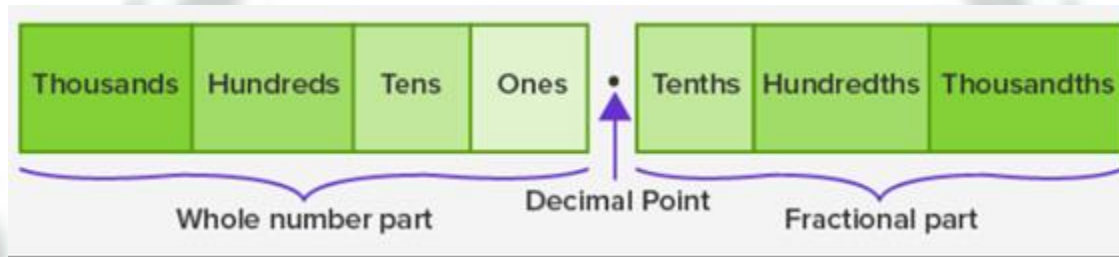 Thousands Hundreds Tens Ones . Tenths Hundredths Thousandths
Decimal Point
Whole number part Fractional part